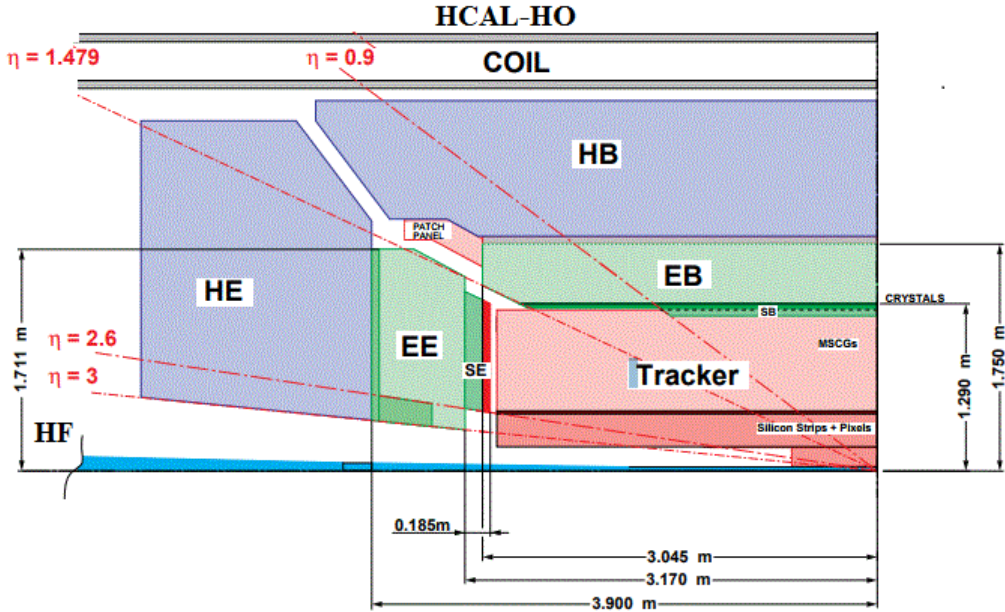 HCAL-HO
η = 1.479
η = 0.9
COIL
HB
PATCH
PANEL
HE
EB
CRYSTALS
SB
EE
η = 2.6
MSCGs
SE
Tracker
η = 3
1.711 m
1.290 m
1.750 m
Silicon Strips + Pixels
HF
0.185m
3.045 m
3.170 m
3.900 m